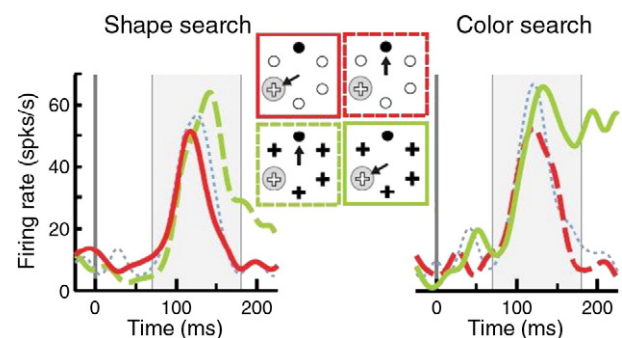 Shape search
Color search
Firing rate (spks/s)
60
40
20
0
0
100
200
Time (ms)
0
100
200
Time (ms)